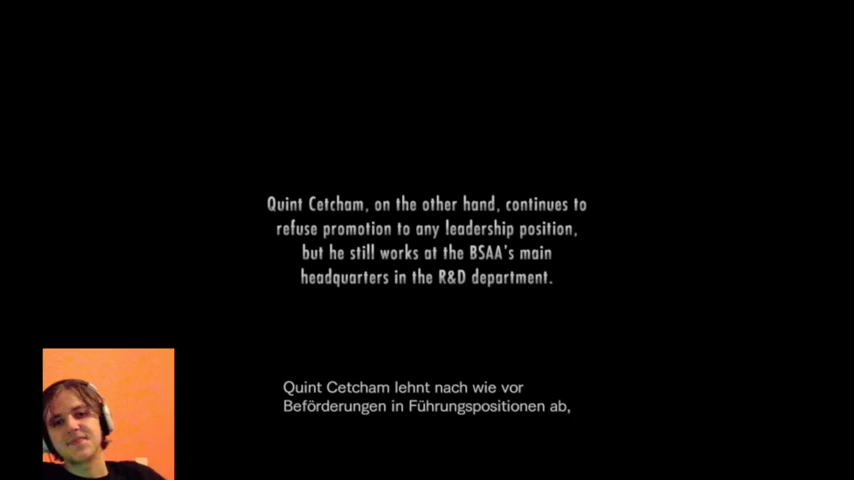 Quint Cetcham, on the other hand, continues to
refuse promotion to any leadership position,
but he still works at the BSAA's main
headquarters in the R&D department.
Quint Cetcham lehnt nach wie vor
Beförderungen in Führungspositionen ab,